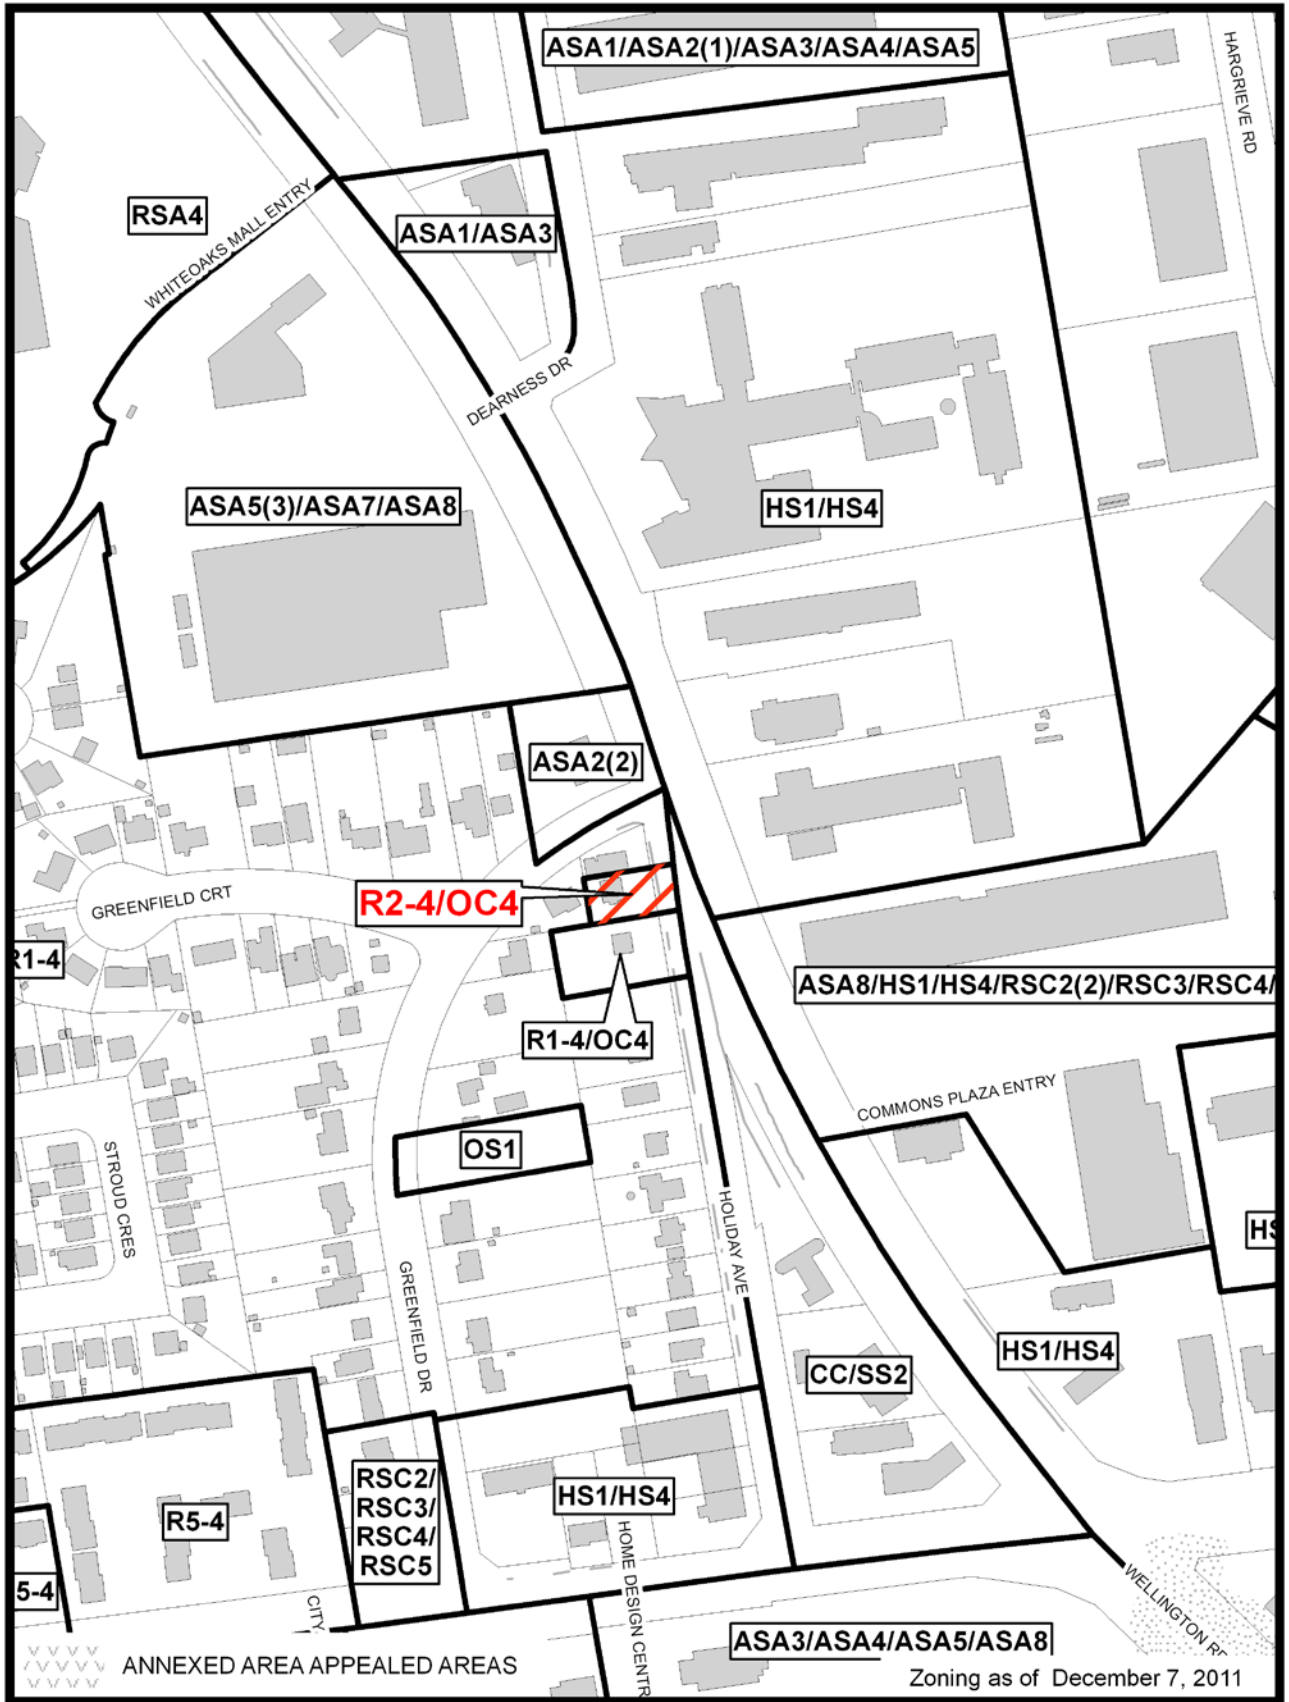 ASA1/ASA2(1)/ASA3/ASA4/ASA5
HARGRIEVE RD
RSA4
WHITEOAKS MALL ENTRY
ASA1/ASA3
DEARNESS DR
ASA5(3)/ASA7/ASA8
HS1/HS4
ASA2(2)
GREENFIELD CRT
R2-4/OC4
R1-4
ASA8/HS1/HS4/RSC2(2)/RSC3/RSC4/
R1-4/OC4
COMMONS PLAZA ENTRY
OS1
STROUD CRES
HOLIDAY AVE
HS
GREENFIELD DR
HS1/HS4
CC/SS2
RSC2/
RSC3/
RSC4/
RSC5
HS1/HS4
R5-4
HOME DESIGN CENTR
5-4
CITY
WELLINGTON RD
ASA3/ASA4/ASA5/ASA8
ANNEXED AREA APPEALED AREAS
Zoning as of December 7, 2011